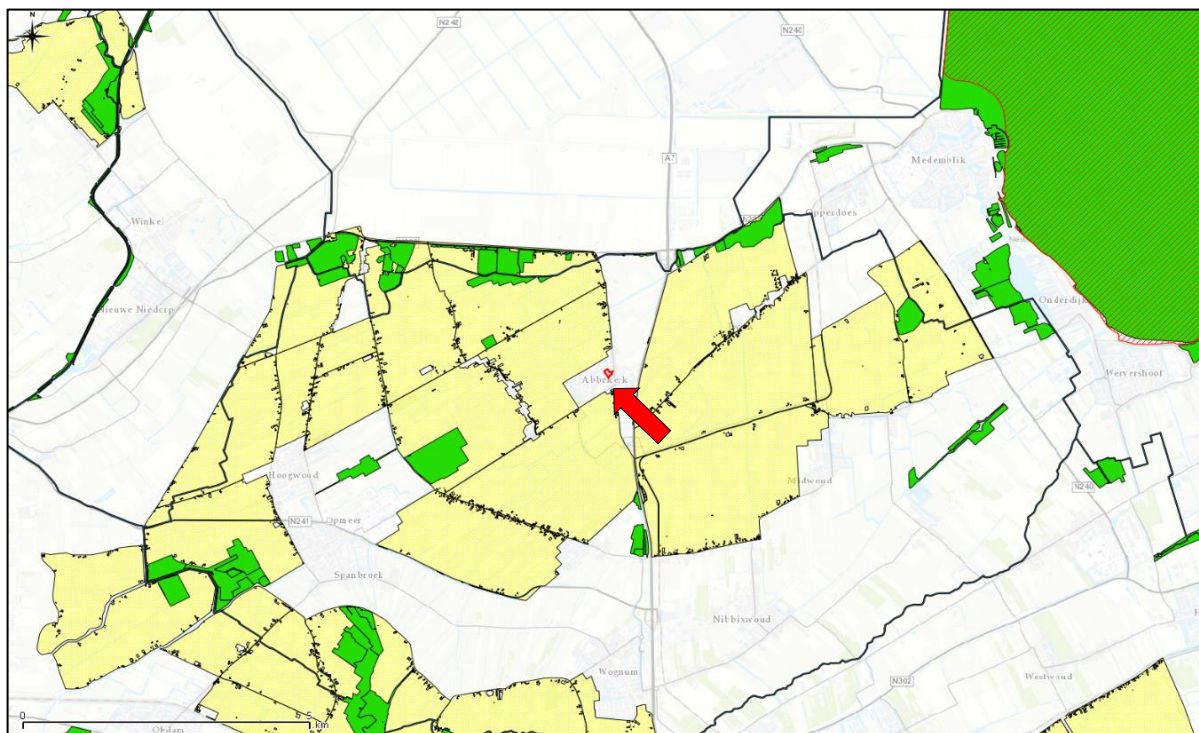 N
N242
N240
A7
Medemblik
Opperdoes
Winkel
Nieuwe Niedorp
Onderdijk
Abbekerk
Wervershoof
Hoogwoud
Midwoud
N240
N241
Opmeer
Spanbroek
Nibbixwoud
Wognum
N302
Westwoud
0
5
km
Obdam